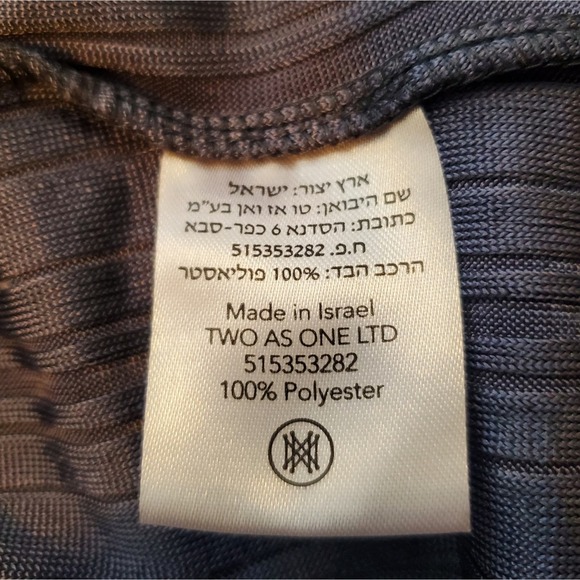 ארץ יצור: ישראל
שם היבואן: טו אז ואן בע"מ
כתובת: הסדנא 6 כפר-סבא
ח.פ. 515353282
הרכב הבד: 100% פוליאסטר
Made in Israel
TWO AS ONE LTD
515353282
100% Polyester